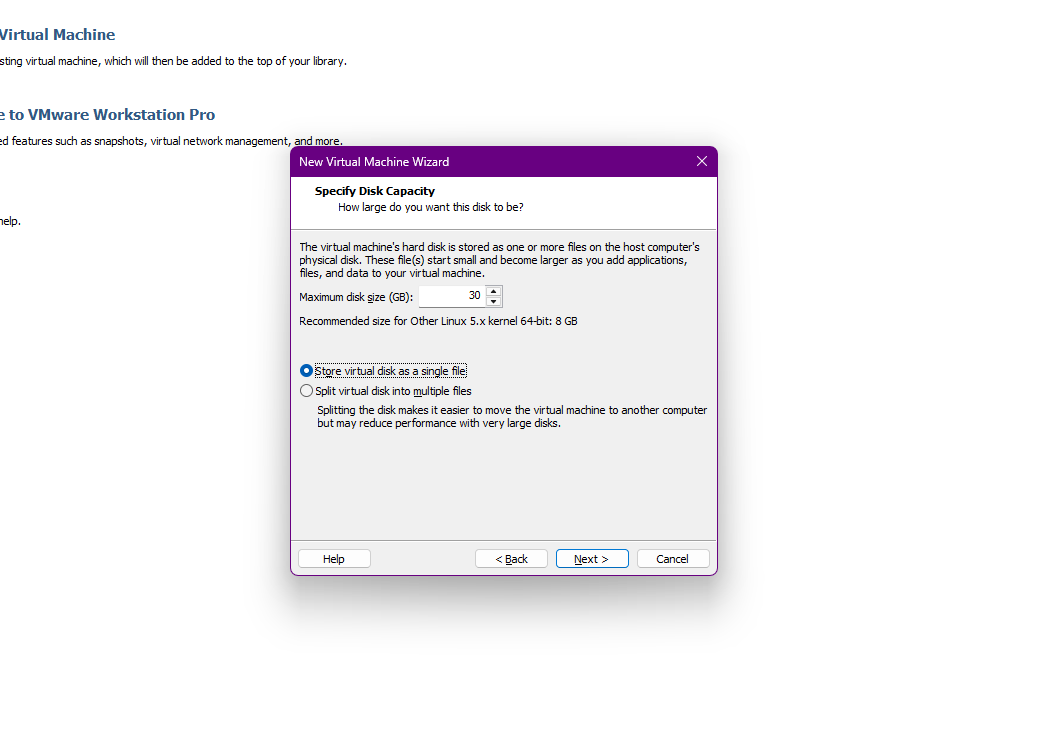 Virtual Machine
sting virtual machine, which will then be added to the top of your library.
e to VMware Workstation Pro
ed features such as snapshots, virtual network management, and more.
help.
New Virtual Machine Wizard
Specify Disk Capacity
How large do you want this disk to be?
The virtual machine's hard disk is stored as one or more files on the host computer's
physical disk. These file(s) start small and become larger as you add applications,
files, and data to your virtual machine.
Maximum disk size (GB): 30
Recommended size for Other Linux 5.x kernel 64-bit: 8 GB
Store virtual disk as a single file
Split virtual disk into multiple files
Splitting the disk makes it easier to move the virtual machine to another computer
but may reduce performance with very large disks.
Help < Back Next > Cancel